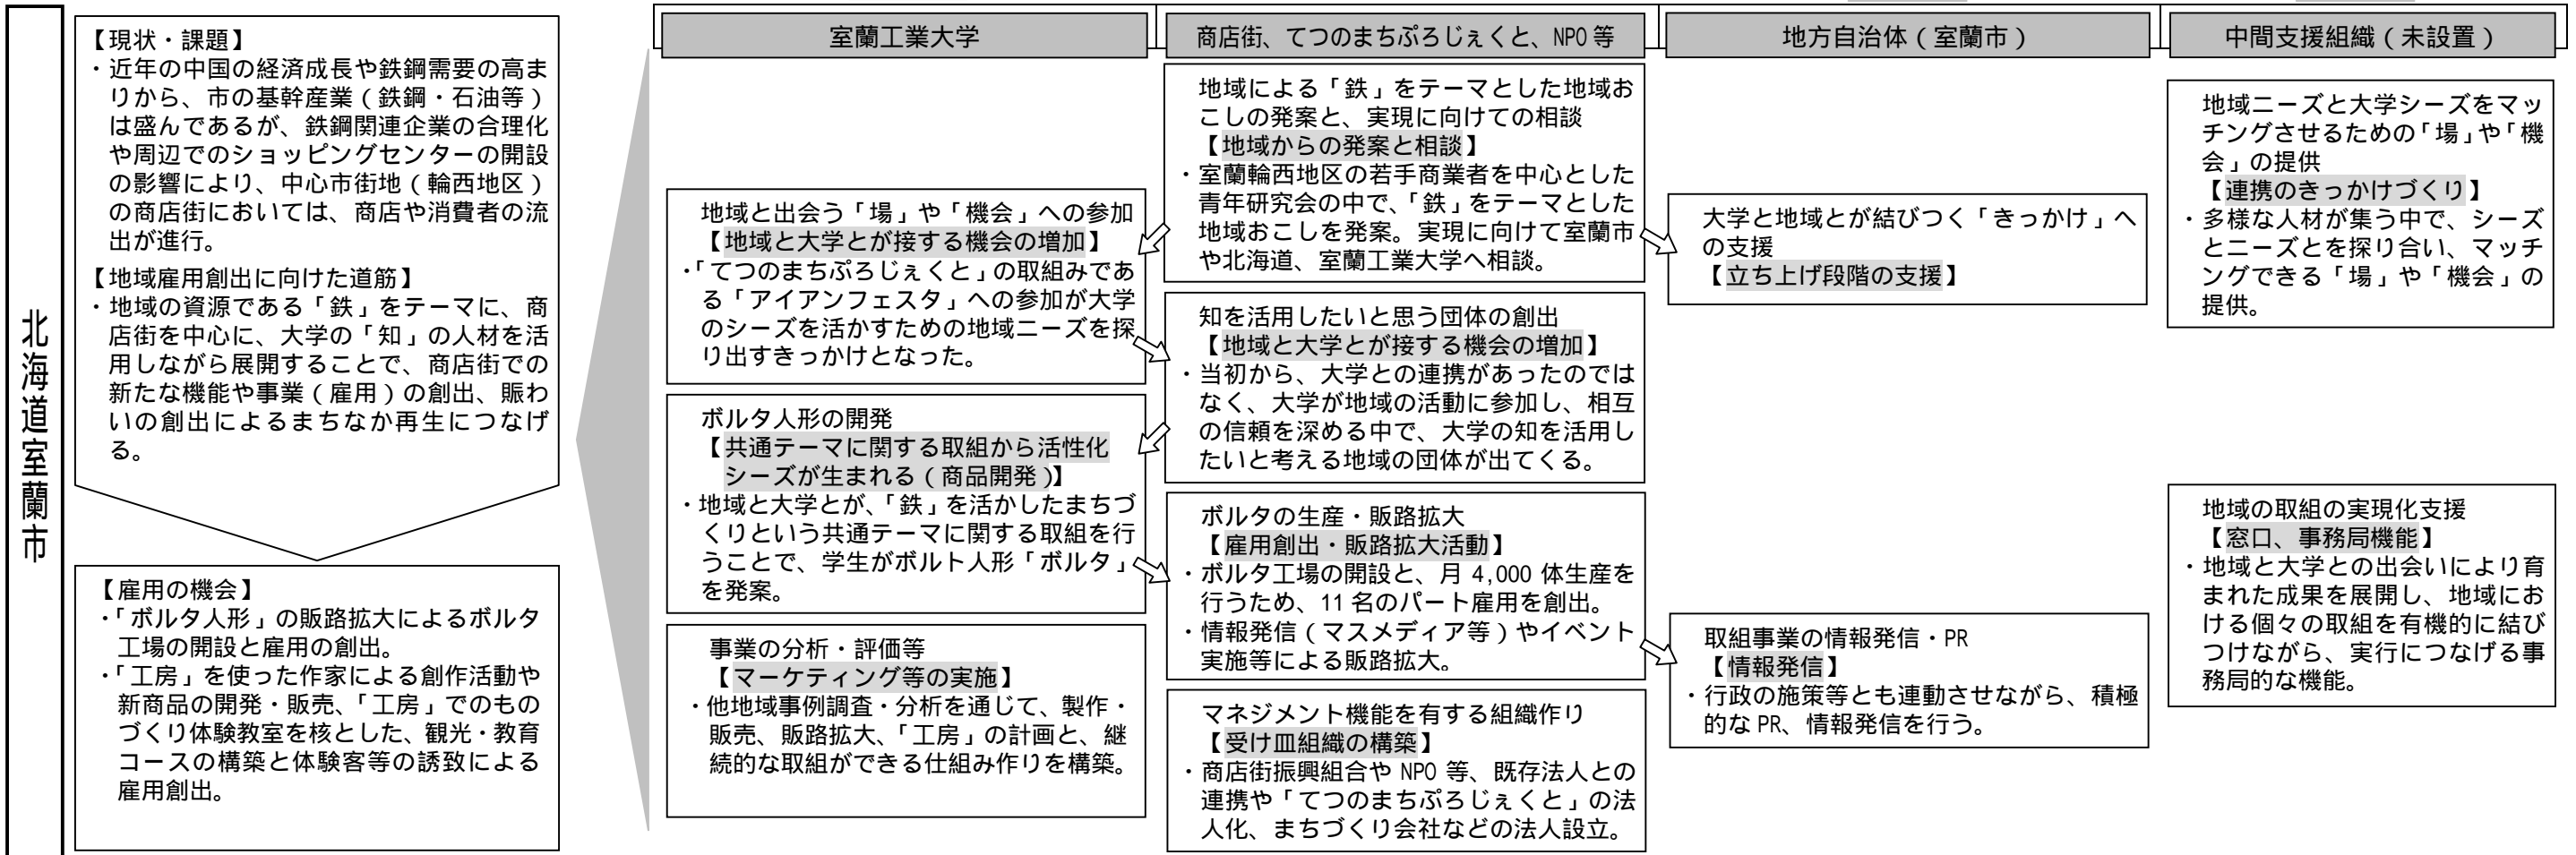 北海道室蘭市
【現状・課題】
・近年の中国の経済成長や鉄鋼需要の高ま
りから、市の基幹産業（鉄鋼・石油等）
は盛んであるが、鉄鋼関連企業の合理化
や周辺でのショッピングセンターの開設
の影響により、中心市街地（輪西地区）
の商店街においては、商店や消費者の流
出が進行。
【地域雇用創出に向けた道筋】
・地域の資源である「鉄」をテーマに、商
店街を中心に、大学の「知」の人材を活
用しながら展開することで、商店街での
新たな機能や事業（雇用）の創出、賑わ
いの創出によるまちなか再生につなげ
る。
【雇用の機会】
・「ボルタ人形」の販路拡大によるボルタ
工場の開設と雇用の創出。
・「工房」を使った作家による創作活動や
新商品の開発・販売、「工房」でのもの
づくり体験教室を核とした、観光・教育
コースの構築と体験客等の誘致による
雇用創出。
室蘭工業大学
地域と出会う「場」や「機会」への参加
【地域と大学とが接する機会の増加】
・「てつのまちぷろじぇくと」の取組みであ
る「アイアンフェスタ」への参加が大学
のシーズを活かすための地域ニーズを探
り出すきっかけとなった。
ボルタ人形の開発
【共通テーマに関する取組から活性化
シーズが生まれる（商品開発）】
・地域と大学とが、「鉄」を活かしたまちづ
くりという共通テーマに関する取組を行
うことで、学生がボルト人形「ボルタ」
を発案。
事業の分析・評価等
【マーケティング等の実施】
・他地域事例調査・分析を通じて、製作・
販売、販路拡大、「工房」の計画と、継
続的な取組ができる仕組み作りを構築。
商店街、てつのまちぷろじぇくと、NPO 等
地域による「鉄」をテーマとした地域お
こしの発案と、実現に向けての相談
【地域からの発案と相談】
・室蘭輪西地区の若手商業者を中心とした
青年研究会の中で、「鉄」をテーマとした
地域おこしを発案。実現に向けて室蘭市
や北海道、室蘭工業大学へ相談。
知を活用したいと思う団体の創出
【地域と大学とが接する機会の増加】
・当初から、大学との連携があったのでは
なく、大学が地域の活動に参加し、相互
の信頼を深める中で、大学の知を活用し
たいと考える地域の団体が出てくる。
ボルタの生産・販路拡大
【雇用創出・販路拡大活動】
・ボルタ工場の開設と、月 4,000 体生産を
行うため、11 名のパート雇用を創出。
・情報発信（マスメディア等）やイベント
実施等による販路拡大。
マネジメント機能を有する組織作り
【受け皿組織の構築】
・商店街振興組合や NPO 等、既存法人との
連携や「てつのまちぷろじぇくと」の法
人化、まちづくり会社などの法人設立。
地方自治体（室蘭市）
大学と地域とが結びつく「きっかけ」へ
の支援
【立ち上げ段階の支援】
取組事業の情報発信・PR
【情報発信】
・行政の施策等とも連動させながら、積極
的な PR、情報発信を行う。
中間支援組織（未設置）
地域ニーズと大学シーズをマッ
チングさせるための「場」や「機
会」の提供
【連携のきっかけづくり】
・多様な人材が集う中で、シーズ
とニーズとを探り合い、マッチ
ングできる「場」や「機会」の
提供。
地域の取組の実現化支援
【窓口、事務局機能】
・地域と大学との出会いにより育
まれた成果を展開し、地域にお
ける個々の取組を有機的に結び
つけながら、実行につなげる事
務局的な機能。